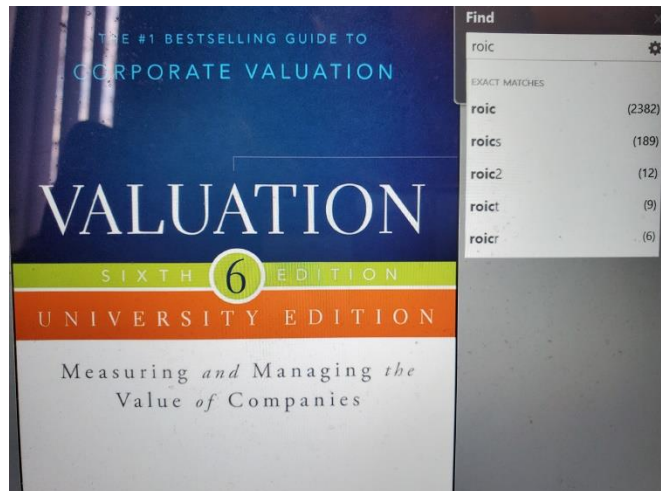 THE #1 BESTSELLING GUIDE TO
CORPORATE VALUATION
VALUATION
SIXTH 6 EDITION
UNIVERSITY EDITION
Measuring and Managing the
Value of Companies
Find
roic
EXACT MATCHES
roic (2382)
roics (189)
roic2 (12)
roict (9)
roicr (6)